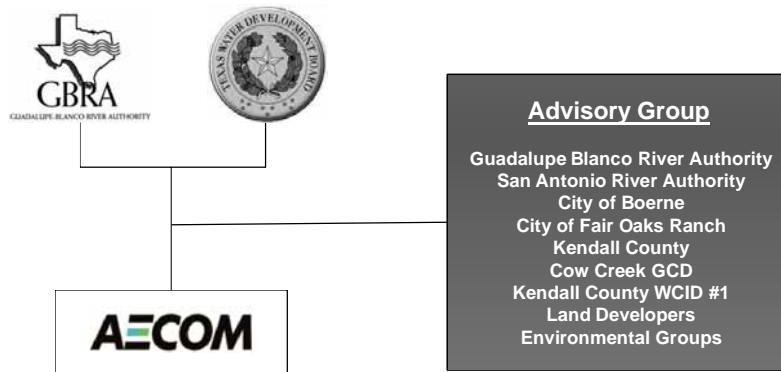 GBRA
GUADALUPE-BLANCO RIVER AUTHORITY
TEXAS WATER DEVELOPMENT BOARD
AECOM
Advisory Group
Guadalupe Blanco River Authority
San Antonio River Authority
City of Boerne
City of Fair Oaks Ranch
Kendall County
Cow Creek GCD
Kendall County WCID #1
Land Developers
Environmental Groups